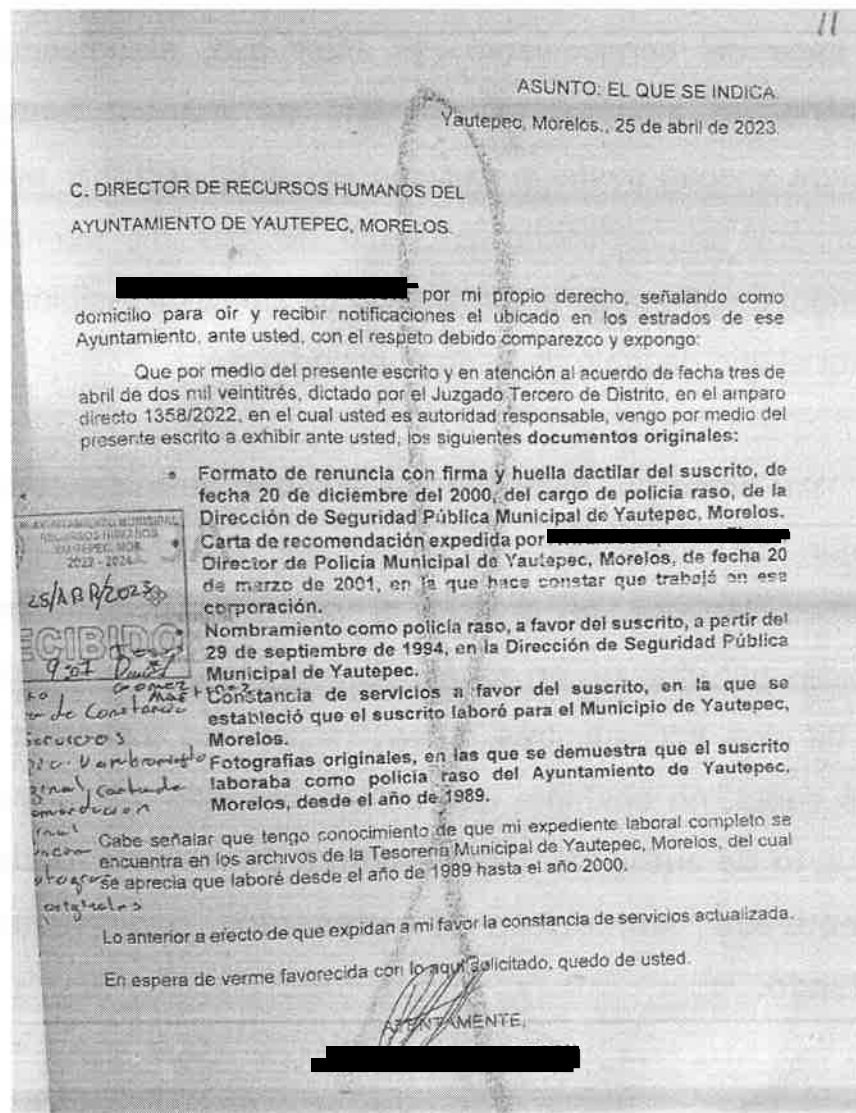 11
ASUNTO: EL QUE SE INDICA.
Yautepec, Morelos., 25 de abril de 2023.
C. DIRECTOR DE RECURSOS HUMANOS DEL
AYUNTAMIENTO DE YAUTEPEC, MORELOS.
por mi propio derecho, señalando como
domicilio para oir y recibir notificaciones el ubicado en los estrados de ese
Ayuntamiento, ante usted, con el respeto debido comparezco y expongo:
Que por medio del presente escrito y en atención al acuerdo de fecha tres de
abril de dos mil veintitrés, dictado por el Juzgado Tercero de Distrito, en el amparo
directo 1358/2022, en el cual usted es autoridad responsable, vengo por medio del
presente escrito a exhibir ante usted, los siguientes documentos originales:
• Formato de renuncia con firma y huella dactilar del suscrito, de
fecha 20 de diciembre del 2000, del cargo de policía raso, de la
Dirección de Seguridad Pública Municipal de Yautepec, Morelos.
• Carta de recomendación expedida por
Director de Policía Municipal de Yautepec, Morelos, de fecha 20
de marzo de 2001, en la que hace constar que trabajó en esa
corporación.
• Nombramiento como policía raso, a favor del suscrito, a partir del
29 de septiembre de 1994, en la Dirección de Seguridad Pública
Municipal de Yautepec.
Constancia de servicios a favor del suscrito, en la que se
estableció que el suscrito laboré para el Municipio de Yautepec,
Morelos.
Fotografías originales, en las que se demuestra que el suscrito
laboraba como policía raso del Ayuntamiento de Yautepec,
Morelos, desde el año de 1989.
Cabe señalar que tengo conocimiento de que mi expediente laboral completo se
encuentra en los archivos de la Tesorería Municipal de Yautepec, Morelos, del cual
se aprecia que laboré desde el año de 1989 hasta el año 2000.
Lo anterior a efecto de que expidan a mi favor la constancia de servicios actualizada.
En espera de verme favorecida con lo aquí solicitado, quedo de usted.
ATENTAMENTE,
RECURSOS HUMANOS
YAUTEPEC, MOR.
2022 - 2024
25/ABR/2023
ECIBIDO
9:07
de Constancia